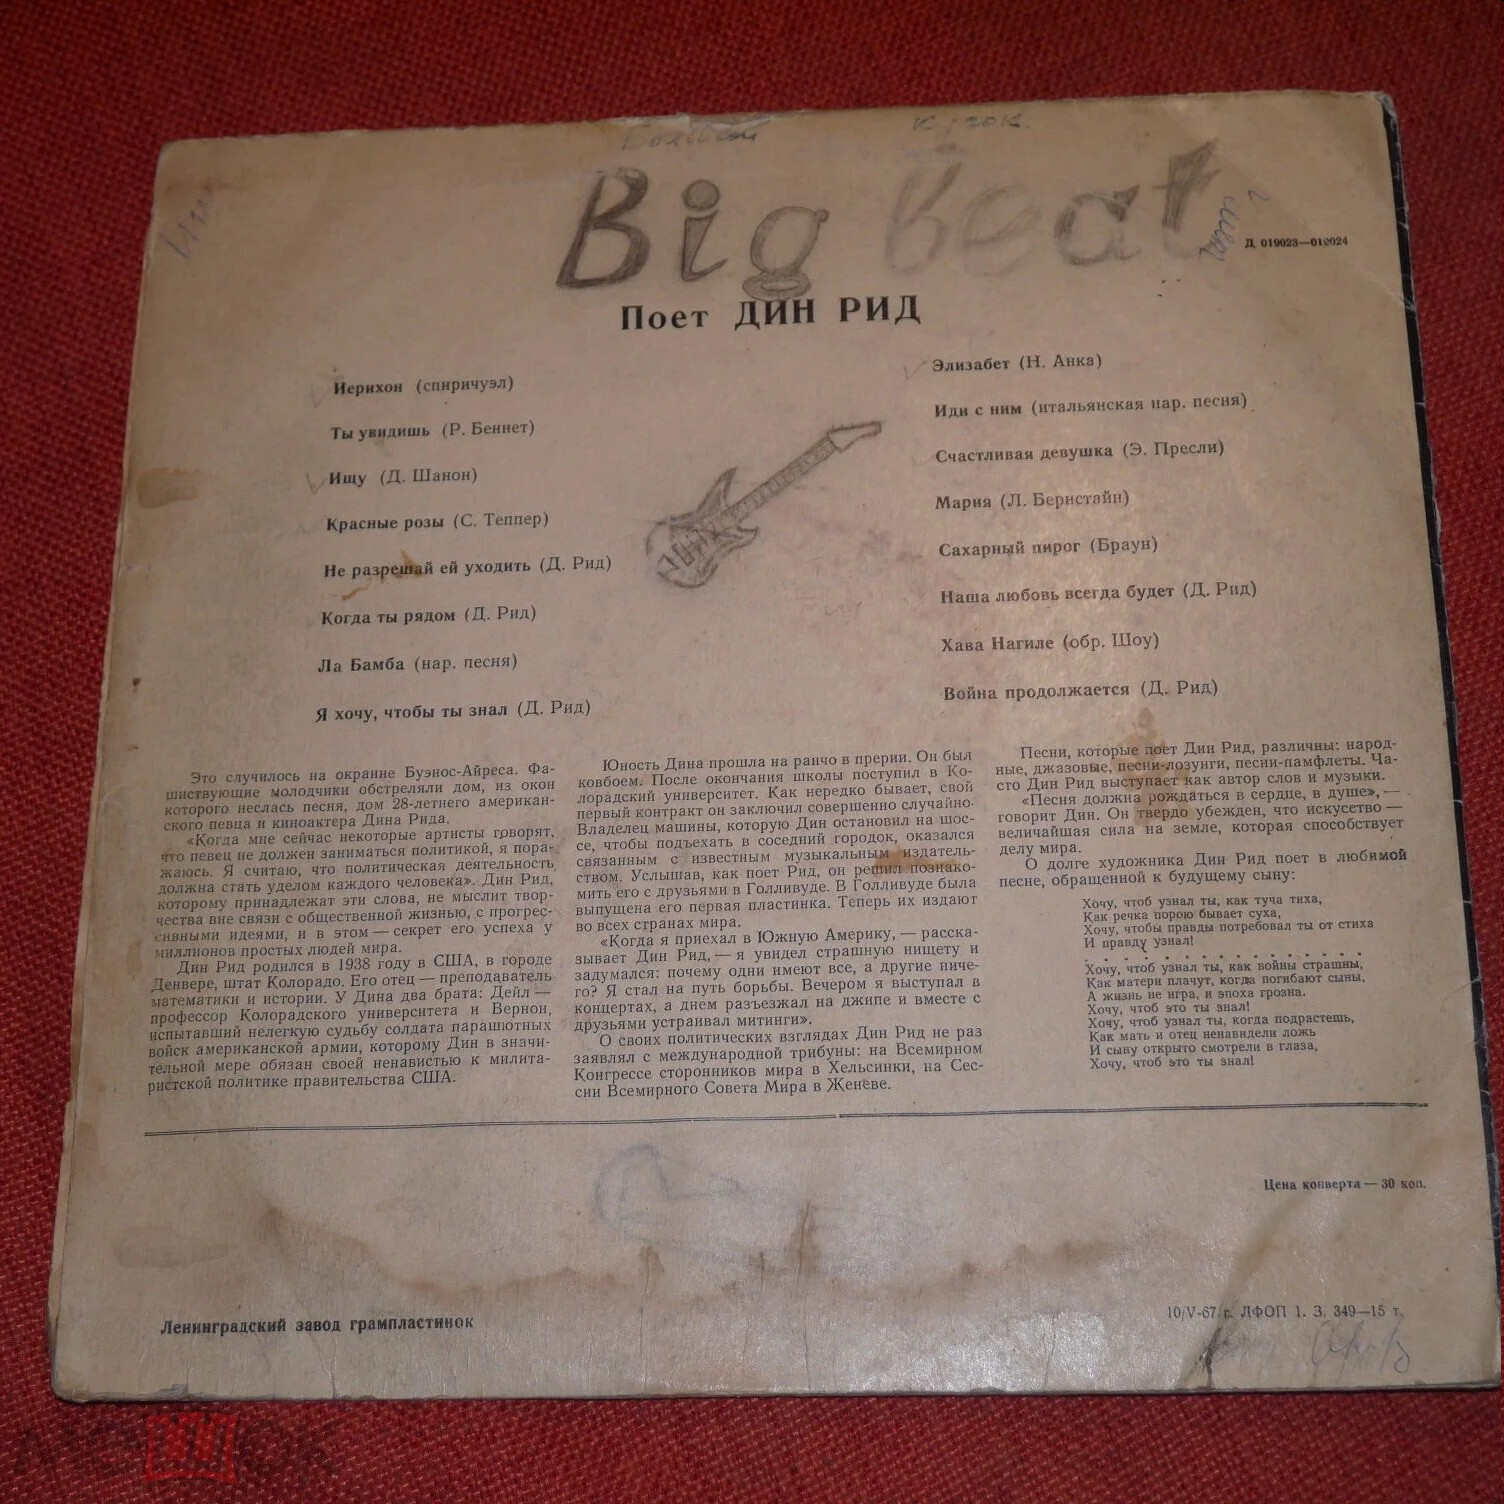 Большой кусок.
Big beat
Д 019023—019024
Поет ДИН РИД
Иерихон (спиричуэл)
Ты увидишь (Р. Беннет)
Ищу (Д. Шанон)
Красные розы (С. Теппер)
Не разрешай ей уходить (Д. Рид)
Когда ты рядом (Д. Рид)
Ла Бамба (нар. песня)
Я хочу, чтобы ты знал (Д. Рид)
Элизабет (Н. Анка)
Иди с ним (итальянская нар. песня)
Счастливая девушка (Э. Пресли)
Мария (Л. Бернстайн)
Сахарный пирог (Браун)
Наша любовь всегда будет (Д. Рид)
Хава Нагиле (обр. Шоу)
Война продолжается (Д. Рид)
Это случилось на окраине Буэнос-Айреса. Фа-
шиствующие молодчики обстреляли дом, из окон
которого неслась песня, дом 28-летнего американ-
ского певца и киноактера Дина Рида.
«Когда мне сейчас некоторые артисты говорят,
что певец не должен заниматься политикой, я пора-
жаюсь. Я считаю, что политическая деятельность
должна стать уделом каждого человека». Дин Рид,
которому принадлежат эти слова, не мыслит твор-
чества вне связи с общественной жизнью, с прогрес-
сивными идеями, и в этом — секрет его успеха у
миллионов простых людей мира.
Дин Рид родился в 1938 году в США, в городе
Денвере, штат Колорадо. Его отец — преподаватель
математики и истории. У Дина два брата: Дейл —
профессор Колорадского университета и Вернон,
испытавший нелегкую судьбу солдата парашютных
войск американской армии, которому Дин в значи-
тельной мере обязан своей ненавистью к милита-
ристской политике правительства США.
Юность Дина прошла на ранчо в прерии. Он был
ковбоем. После окончания школы поступил в Ко-
лорадский университет. Как нередко бывает, свой
первый контракт он заключил совершенно случайно.
Владелец машины, которую Дин остановил на шос-
се, чтобы подъехать в соседний городок, оказался
связанным с известным музыкальным издатель-
ством. Услышав, как поет Рид, он решил познако-
мить его с друзьями в Голливуде. В Голливуде была
выпущена его первая пластинка. Теперь их издают
во всех странах мира.
«Когда я приехал в Южную Америку, — расска-
зывает Дин Рид, — я увидел страшную нищету и
задумался: почему одни имеют все, а другие ниче-
го? Я стал на путь борьбы. Вечером я выступал в
концертах, а днем разъезжал на джипе и вместе с
друзьями устраивал митинги».
О своих политических взглядах Дин Рид не раз
заявлял с международной трибуны: на Всемирном
Конгрессе сторонников мира в Хельсинки, на Сес-
сии Всемирного Совета Мира в Женеве.
Песни, которые поет Дин Рид, различны: народ-
ные, джазовые, песни-лозунги, песни-памфлеты. Ча-
сто Дин Рид выступает как автор слов и музыки.
«Песня должна рождаться в сердце, в душе», —
говорит Дин. Он твердо убежден, что искусство —
величайшая сила на земле, которая способствует
делу мира.
О долге художника Дин Рид поет в любимой
песне, обращенной к будущему сыну:
Хочу, чтоб узнал ты, как туча тиха,
Как речка порою бывает суха,
Хочу, чтобы правды потребовал ты от стиха
И правду узнал!
. . . . . . . . . . . . . . .
Хочу, чтоб узнал ты, как войны страшны,
Как матери плачут, когда погибают сыны,
А жизнь не игра, и эпоха грозна.
Хочу, чтоб это ты знал!
Хочу, чтоб узнал ты, когда подрастешь,
Как мать и отец ненавидели ложь
И сыну открыто смотрели в глаза,
Хочу, чтоб это ты знал!
Цена конверта — 30 коп.
Ленинградский завод грампластинок
10/V-67 г. ЛФОП 1. З. 349—15 т.
мешок